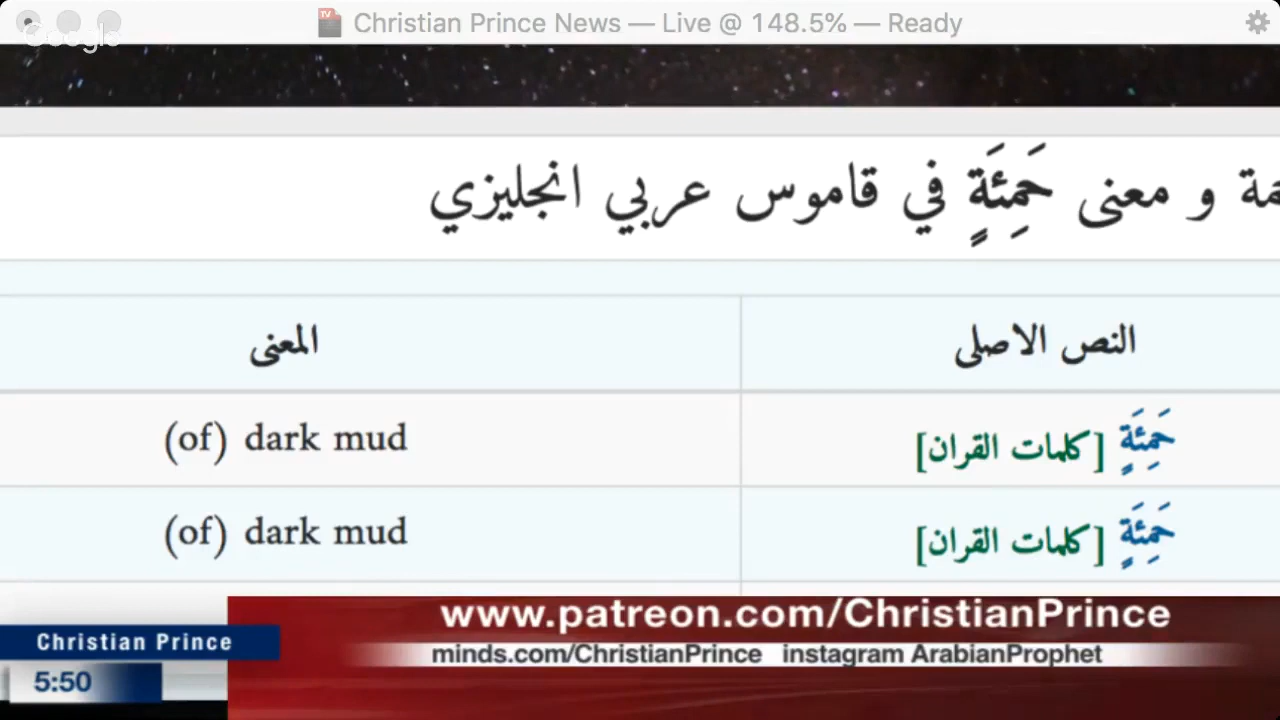 Christian Prince News — Live @ 148.5% — Ready
Google
و معنى حَمِئَةٍ في قاموس عربي انجليزي
النص الاصلى المعنى
حَمِئَةٍ [كلمات القران] (of) dark mud
حَمِئَةٍ [كلمات القران] (of) dark mud
www.patreon.com/ChristianPrince
Christian Prince
minds.com/ChristianPrince instagram ArabianProphet
5:50